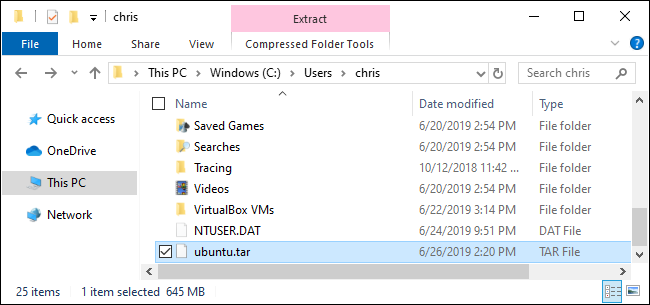 chris
Extract
File Home Share View Compressed Folder Tools
This PC Windows (C:) Users chris
Search chris
Name Date modified Type
Quick access
OneDrive
This PC
Network
Saved Games 6/20/2019 2:54 PM File folder
Searches 6/20/2019 2:54 PM File folder
Tracing 10/12/2018 11:42 ... File folder
Videos 6/20/2019 2:54 PM File folder
VirtualBox VMs 6/22/2019 3:14 PM File folder
NTUSER.DAT 6/24/2019 9:51 PM DAT File
ubuntu.tar 6/26/2019 2:20 PM TAR File
25 items 1 item selected 645 MB